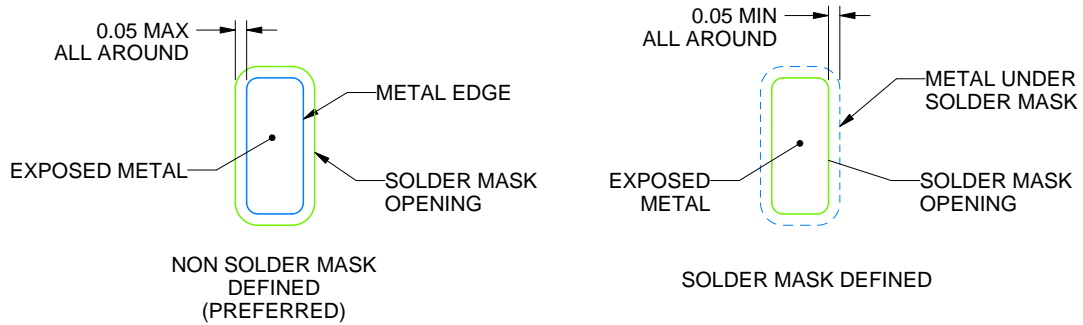 0.05 MAX
ALL AROUND
METAL EDGE
EXPOSED METAL
SOLDER MASK
OPENING
NON SOLDER MASK
DEFINED
(PREFERRED)
0.05 MIN
ALL AROUND
METAL UNDER
SOLDER MASK
EXPOSED
METAL
SOLDER MASK
OPENING
SOLDER MASK DEFINED